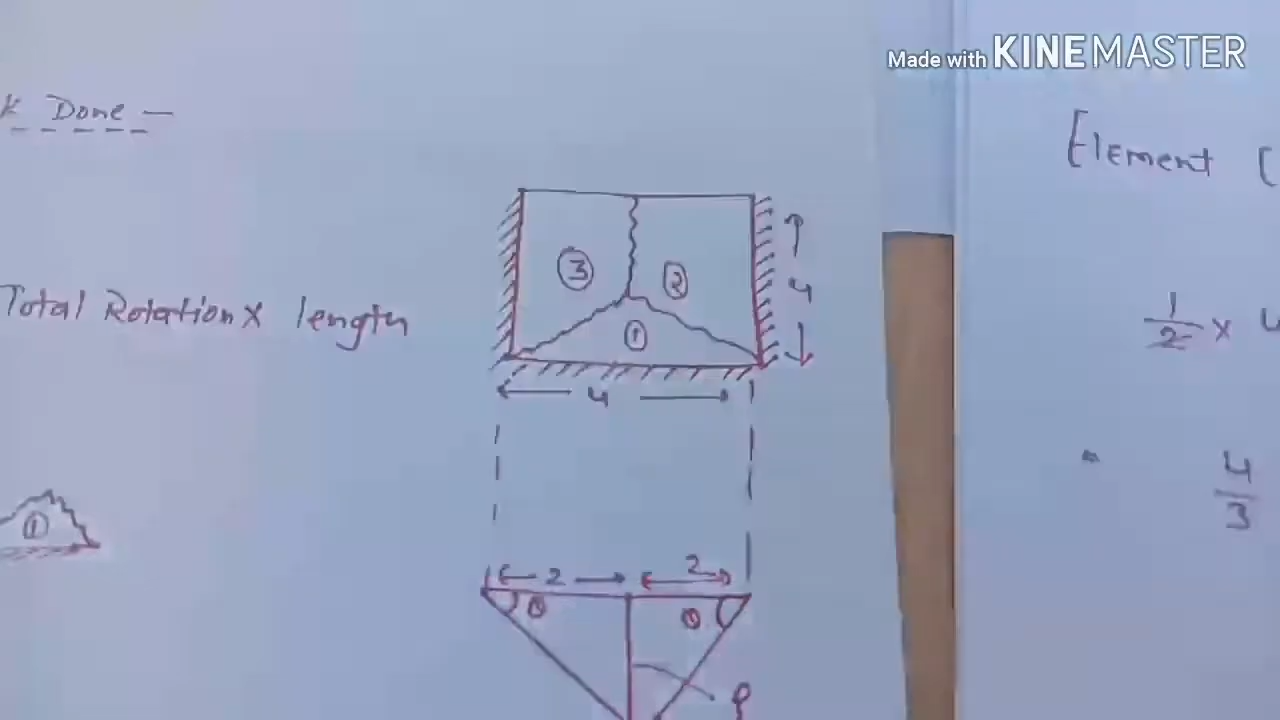 Made with KINEMASTER
k Done -
Element (
③ ②
4
Total Rotation x length
1/2 x 4
①
4
4/3
①
2 2
θ θ